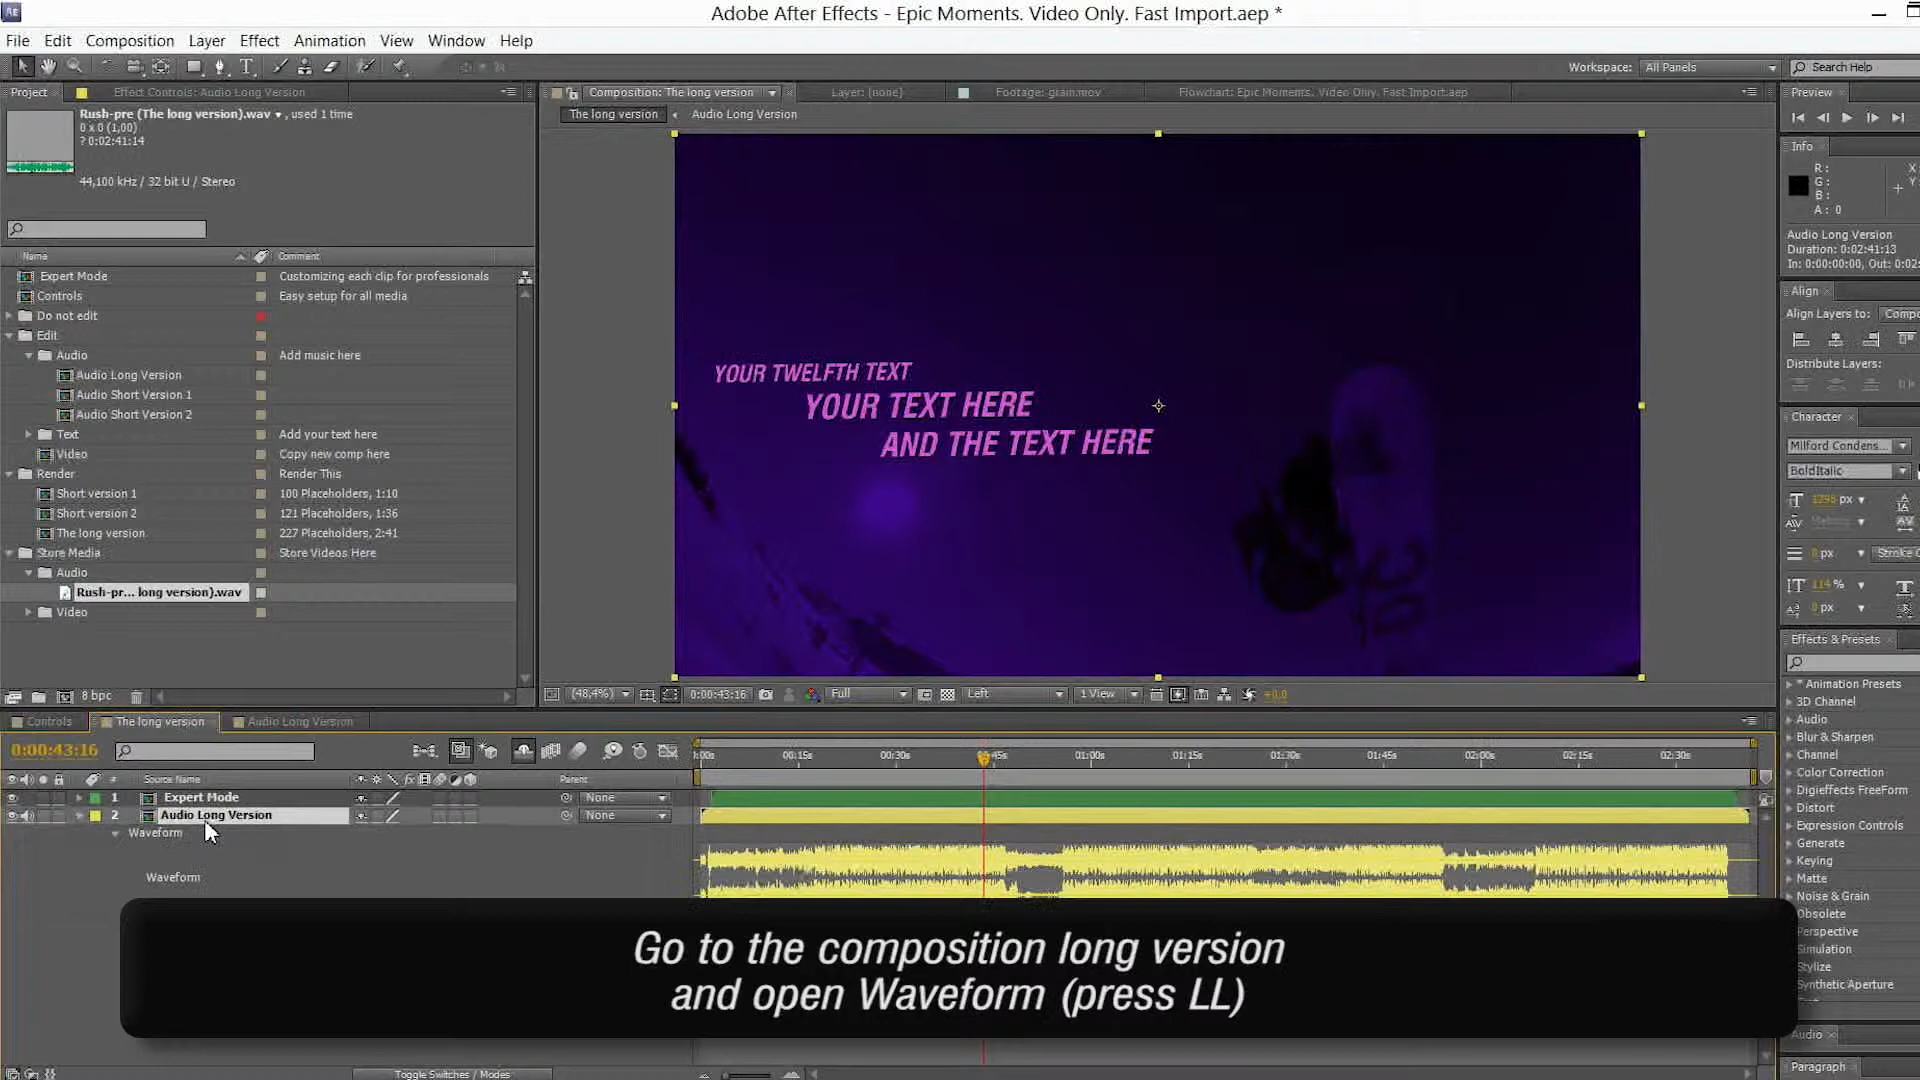 Adobe After Effects - Epic Moments. Video Only. Fast Import.aep *
File Edit Composition Layer Effect Animation View Window Help
Workspace: All Panels Search Help
Project Effect Controls: Audio Long Version
Composition: The long version Layer: (none) Footage: grain.mov Flowchart: Epic Moments. Video Only. Fast Import.aep
Preview
Rush-pre (The long version).wav , used 1 time
0 x 0 (1,00)
? 0:02:41:14
44,100 kHz / 32 bit U / Stereo
The long version Audio Long Version
Name Comment
Expert Mode Customizing each clip for professionals
Controls Easy setup for all media
Do not edit
Edit
Audio Add music here
Audio Long Version
Audio Short Version 1
Audio Short Version 2
Text Add your text here
Video Copy new comp here
Render Render This
Short version 1 100 Placeholders, 1:10
Short version 2 121 Placeholders, 1:36
The long version 227 Placeholders, 2:41
Store Media Store Videos Here
Audio
Rush-pr... long version).wav
Video
8 bpc
YOUR TWELFTH TEXT
YOUR TEXT HERE
AND THE TEXT HERE
(48,4%) 0:00:43:16 Full Left 1 View +0,0
Info
R : X
G : Y
B :
A : 0
Audio Long Version
Duration: 0:02:41:13
In: 0:00:00:00, Out: 0:02:
Align
Align Layers to: Compo
Distribute Layers:
Character
Milford Condens...
BoldItalic
1296 px
Metrics
0 px Stroke O
114 %
0 px
Effects & Presets
* Animation Presets
3D Channel
Audio
Blur & Sharpen
Channel
Color Correction
Digieffects FreeForm
Distort
Expression Controls
Generate
Keying
Matte
Noise & Grain
Obsolete
Perspective
Simulation
Stylize
Synthetic Aperture
Audio
Paragraph
Controls The long version Audio Long Version
0:00:43:16
:00s 00:15s 00:30s 45s 01:00s 01:15s 01:30s 01:45s 02:00s 02:15s 02:30s
# Source Name Parent
1 Expert Mode None
2 Audio Long Version None
Waveform
Waveform
Go to the composition long version
and open Waveform (press LL)
Toggle Switches / Modes